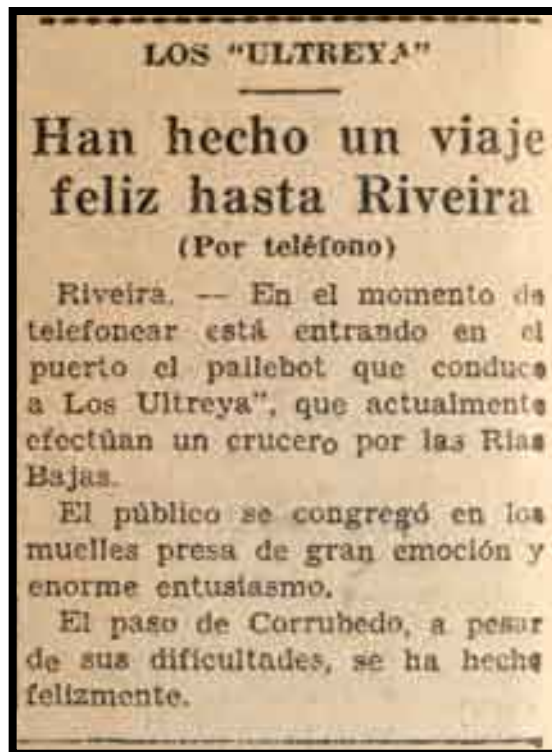 LOS "ULTREYA"
Han hecho un viaje
feliz hasta Riveira
(Por teléfono)
Riveira. — En el momento de
telefonear está entrando en el
puerto el pallebot que conduce
a Los Ultreya", que actualmente
efectúan un crucero por las Rias
Bajas.
El público se congregó en los
muelles presa de gran emoción y
enorme entusiasmo.
El paso de Corrubedo, a pesar
de sus dificultades, se ha hecho
felizmente.